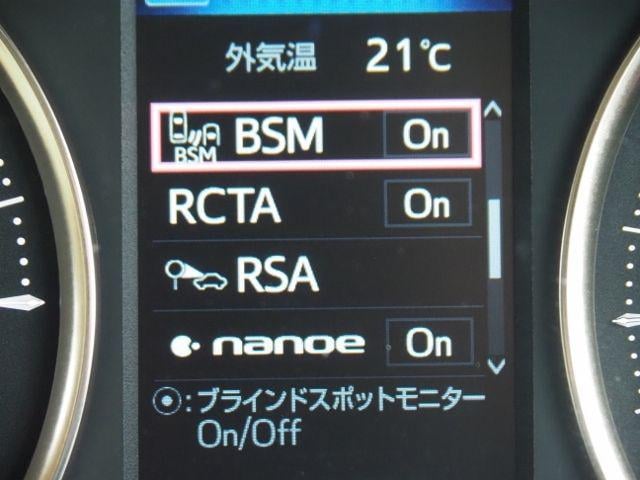 外気温 21℃
BSM BSM On
RCTA On
RSA
nanoe On
:ブラインドスポットモニター
On/Off